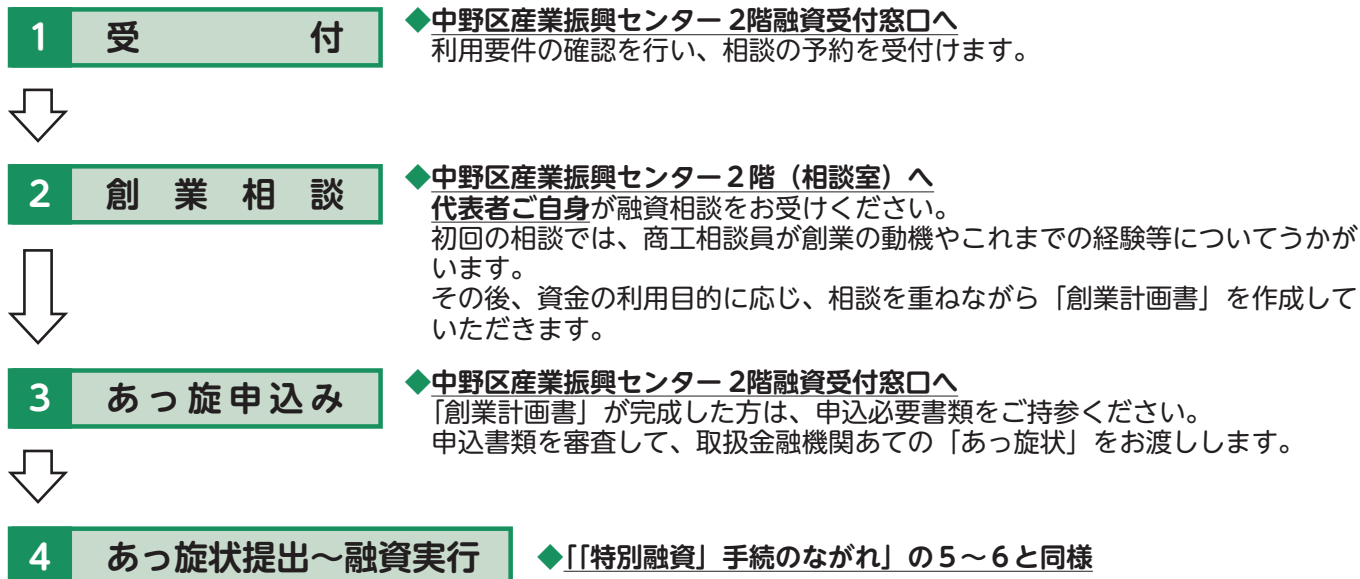 1 受付
◆中野区産業振興センター 2階融資受付窓口へ
利用要件の確認を行い、相談の予約を受付けます。
2 創業相談
◆中野区産業振興センター2階（相談室）へ
代表者ご自身が融資相談をお受けください。
初回の相談では、商工相談員が創業の動機やこれまでの経験等についてうかが
います。
その後、資金の利用目的に応じ、相談を重ねながら「創業計画書」を作成して
いただきます。
3 あっ旋申込み
◆中野区産業振興センター 2階融資受付窓口へ
「創業計画書」が完成した方は、申込必要書類をご持参ください。
申込書類を審査して、取扱金融機関あての「あっ旋状」をお渡しします。
4 あっ旋状提出～融資実行
◆「「特別融資」手続のながれ」の5～6と同様